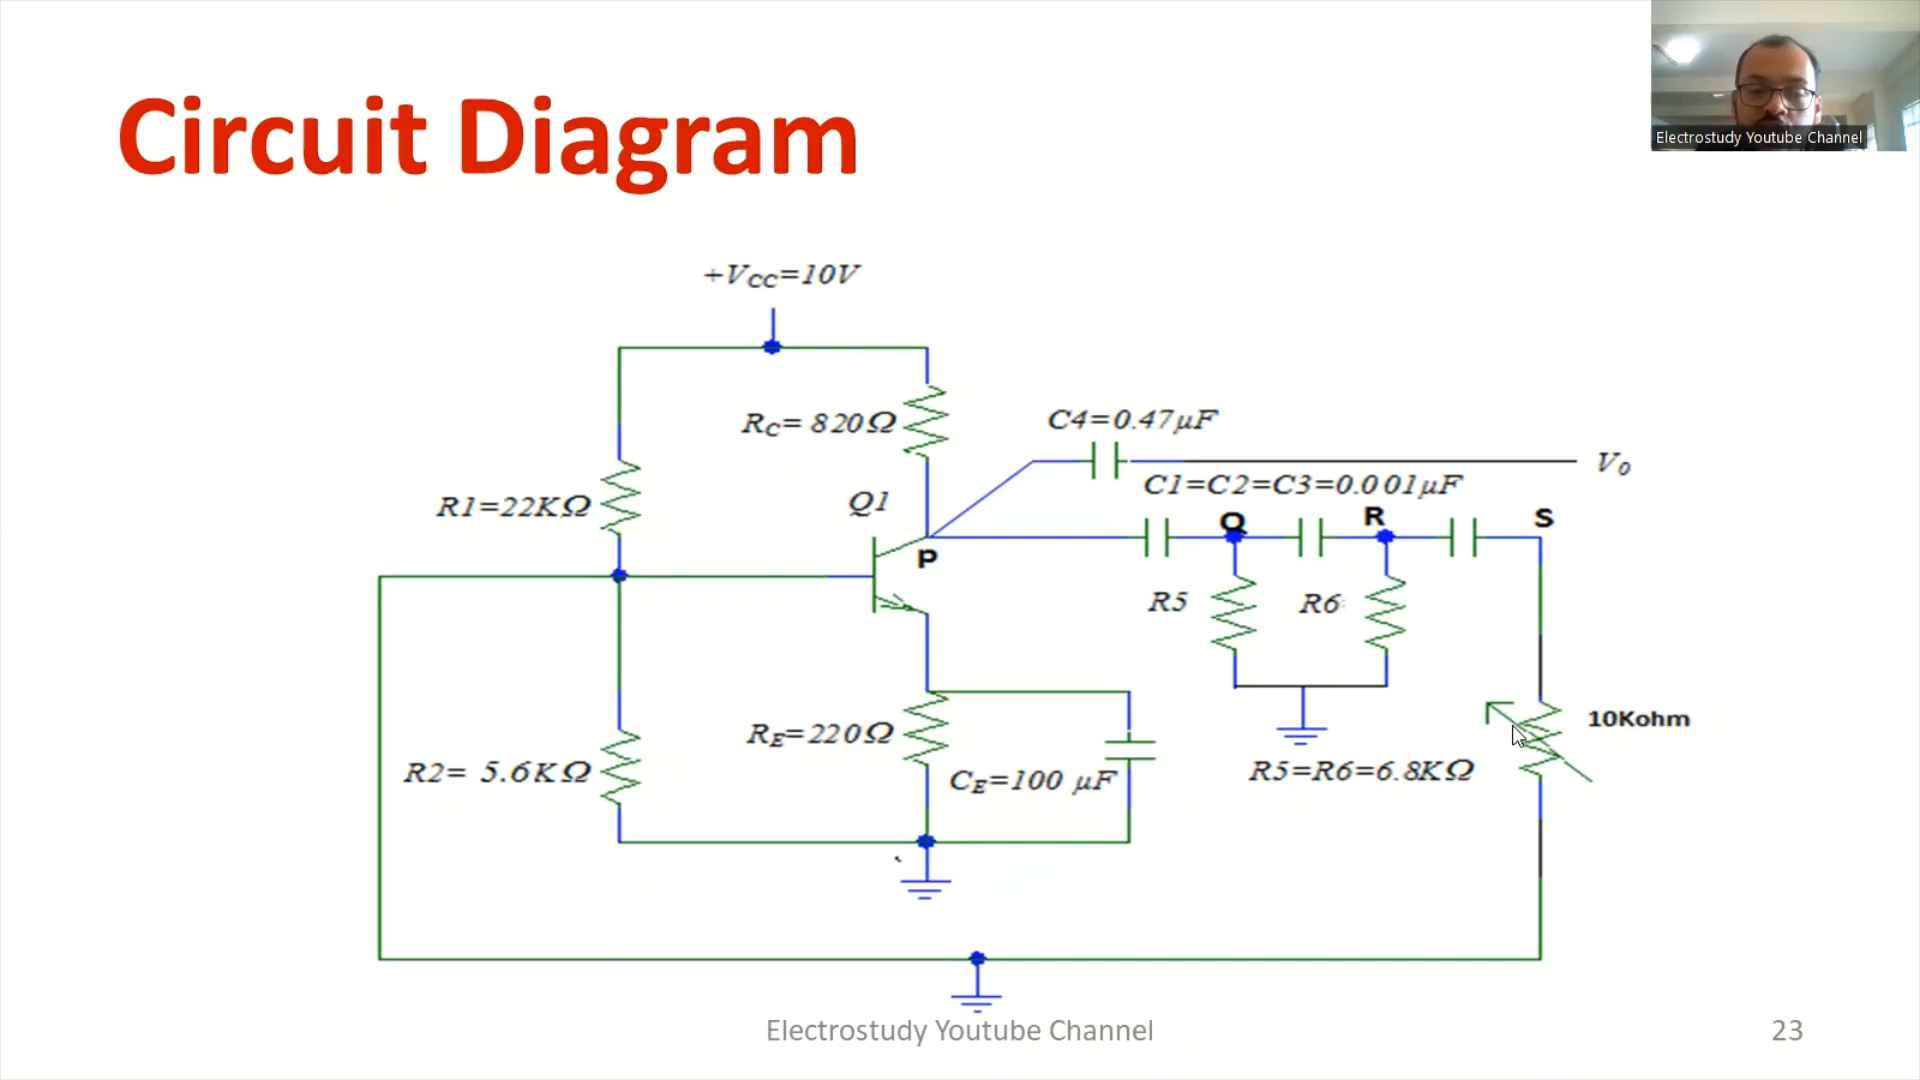 Circuit Diagram
Electrostudy Youtube Channel
+VCC=10V
RC= 820Ω
C4=0.47μF
Vo
C1=C2=C3=0.001μF
Q1
R1=22KΩ
P
Q
R
S
R5
R6
10Kohm
RE=220Ω
R2= 5.6KΩ
CE=100 μF
R5=R6=6.8KΩ
Electrostudy Youtube Channel
23